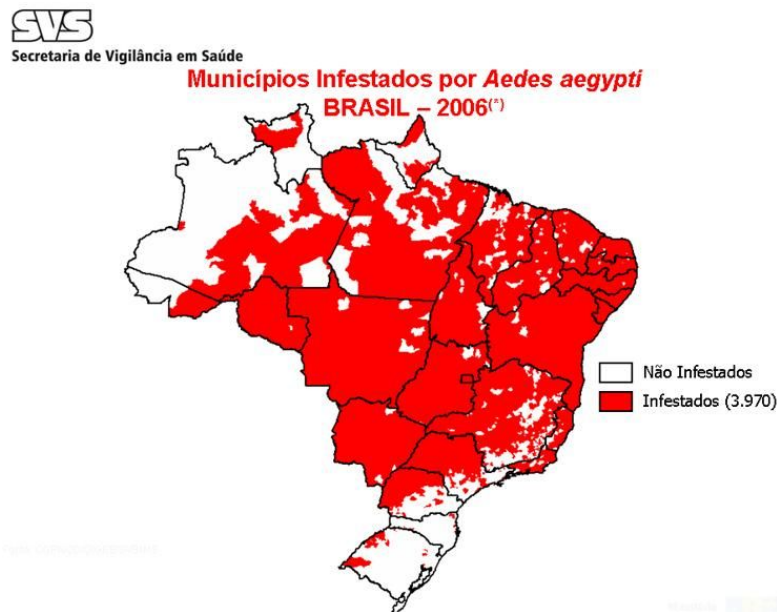 SVS
Secretaria de Vigilância em Saúde
Municípios Infestados por Aedes aegypti
BRASIL – 2006(*)
Não Infestados
Infestados (3.970)